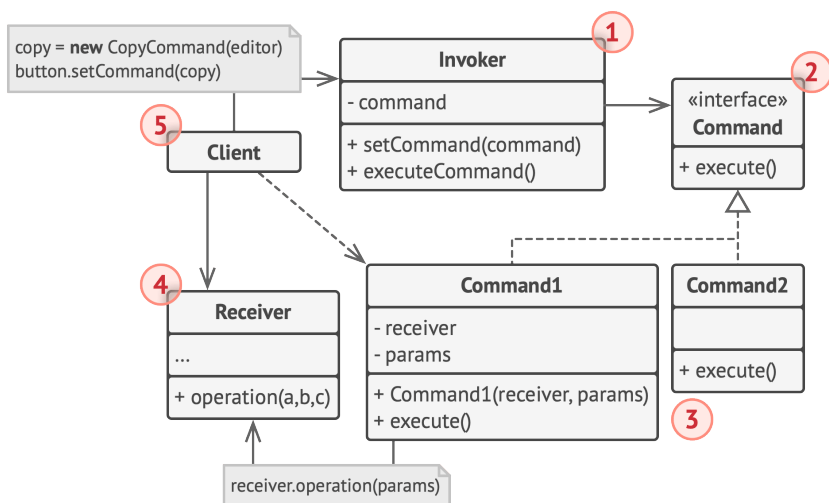 copy = new CopyCommand(editor)
button.setCommand(copy)
1
Invoker
- command
+ setCommand(command)
+ executeCommand()
2
«interface»
Command
+ execute()
5
Client
4
Receiver
...
+ operation(a,b,c)
Command1
- receiver
- params
+ Command1(receiver, params)
+ execute()
Command2
+ execute()
3
receiver.operation(params)